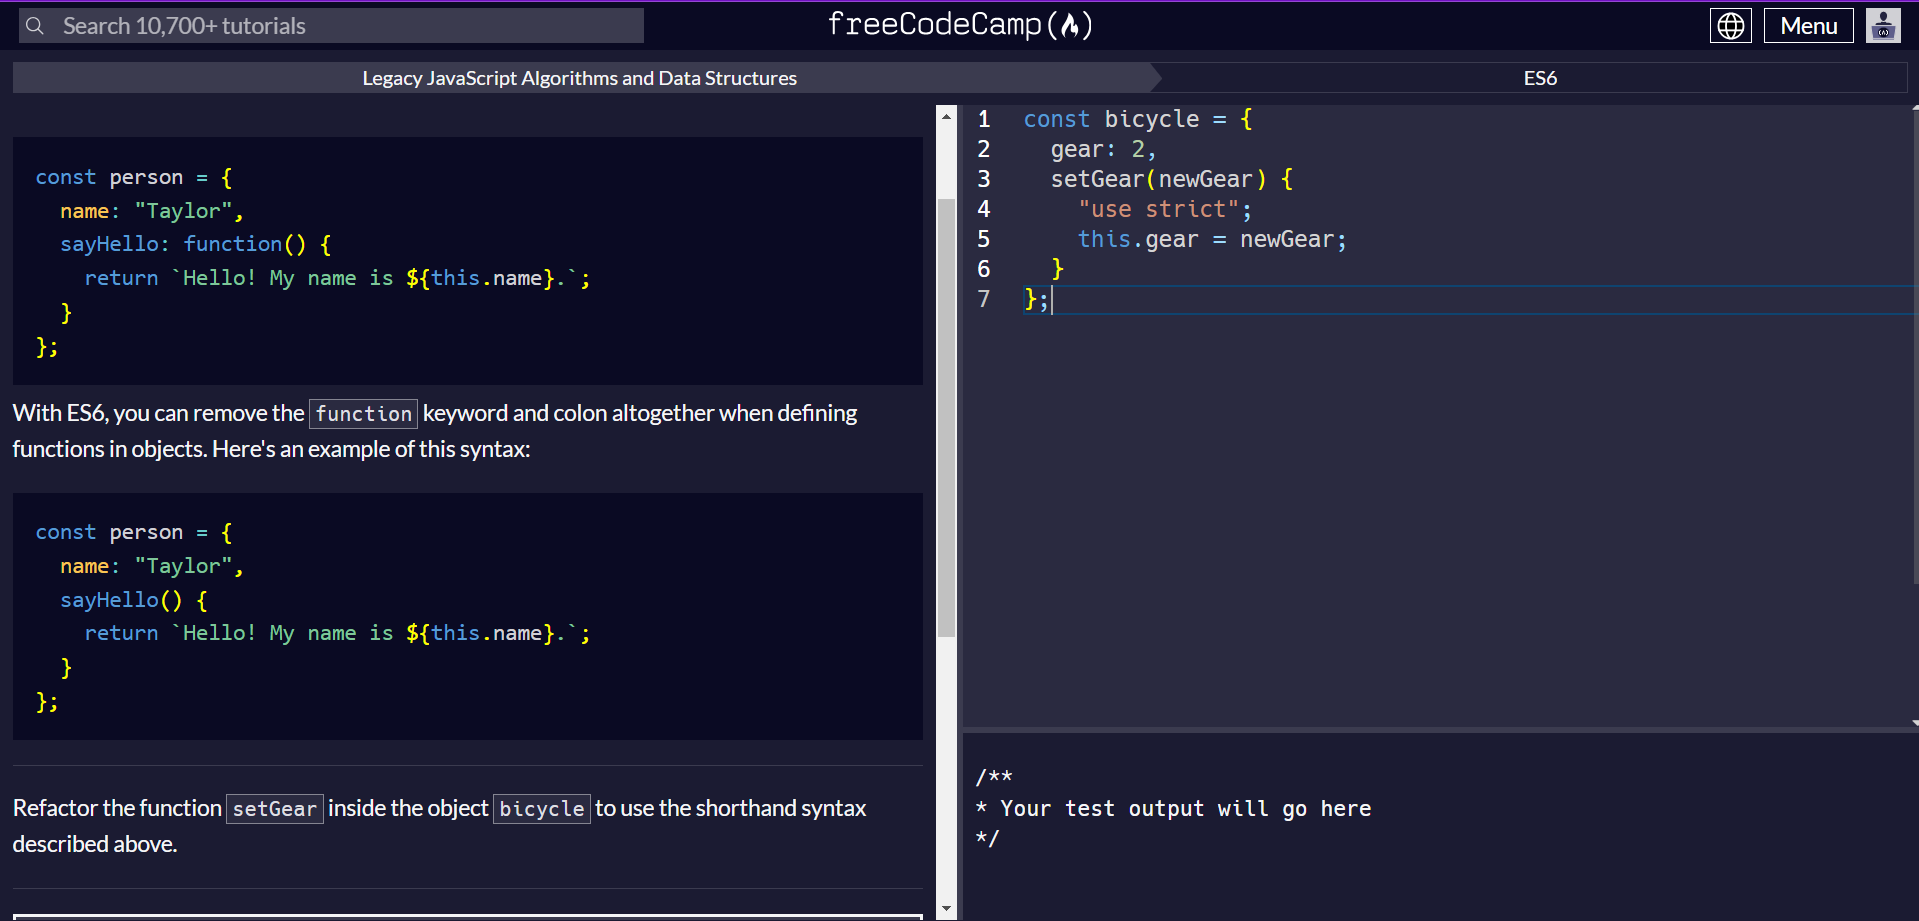 Search 10,700+ tutorials
freeCodeCamp(🔥)
Menu
Legacy JavaScript Algorithms and Data Structures
ES6
const person = {
  name: "Taylor",
  sayHello: function() {
    return `Hello! My name is ${this.name}.`;
  }
};
With ES6, you can remove the function keyword and colon altogether when defining
functions in objects. Here's an example of this syntax:
const person = {
  name: "Taylor",
  sayHello() {
    return `Hello! My name is ${this.name}.`;
  }
};
Refactor the function setGear inside the object bicycle to use the shorthand syntax
described above.
1 const bicycle = {
2   gear: 2,
3   setGear(newGear) {
4     "use strict";
5     this.gear = newGear;
6   }
7 };
/**
* Your test output will go here
*/